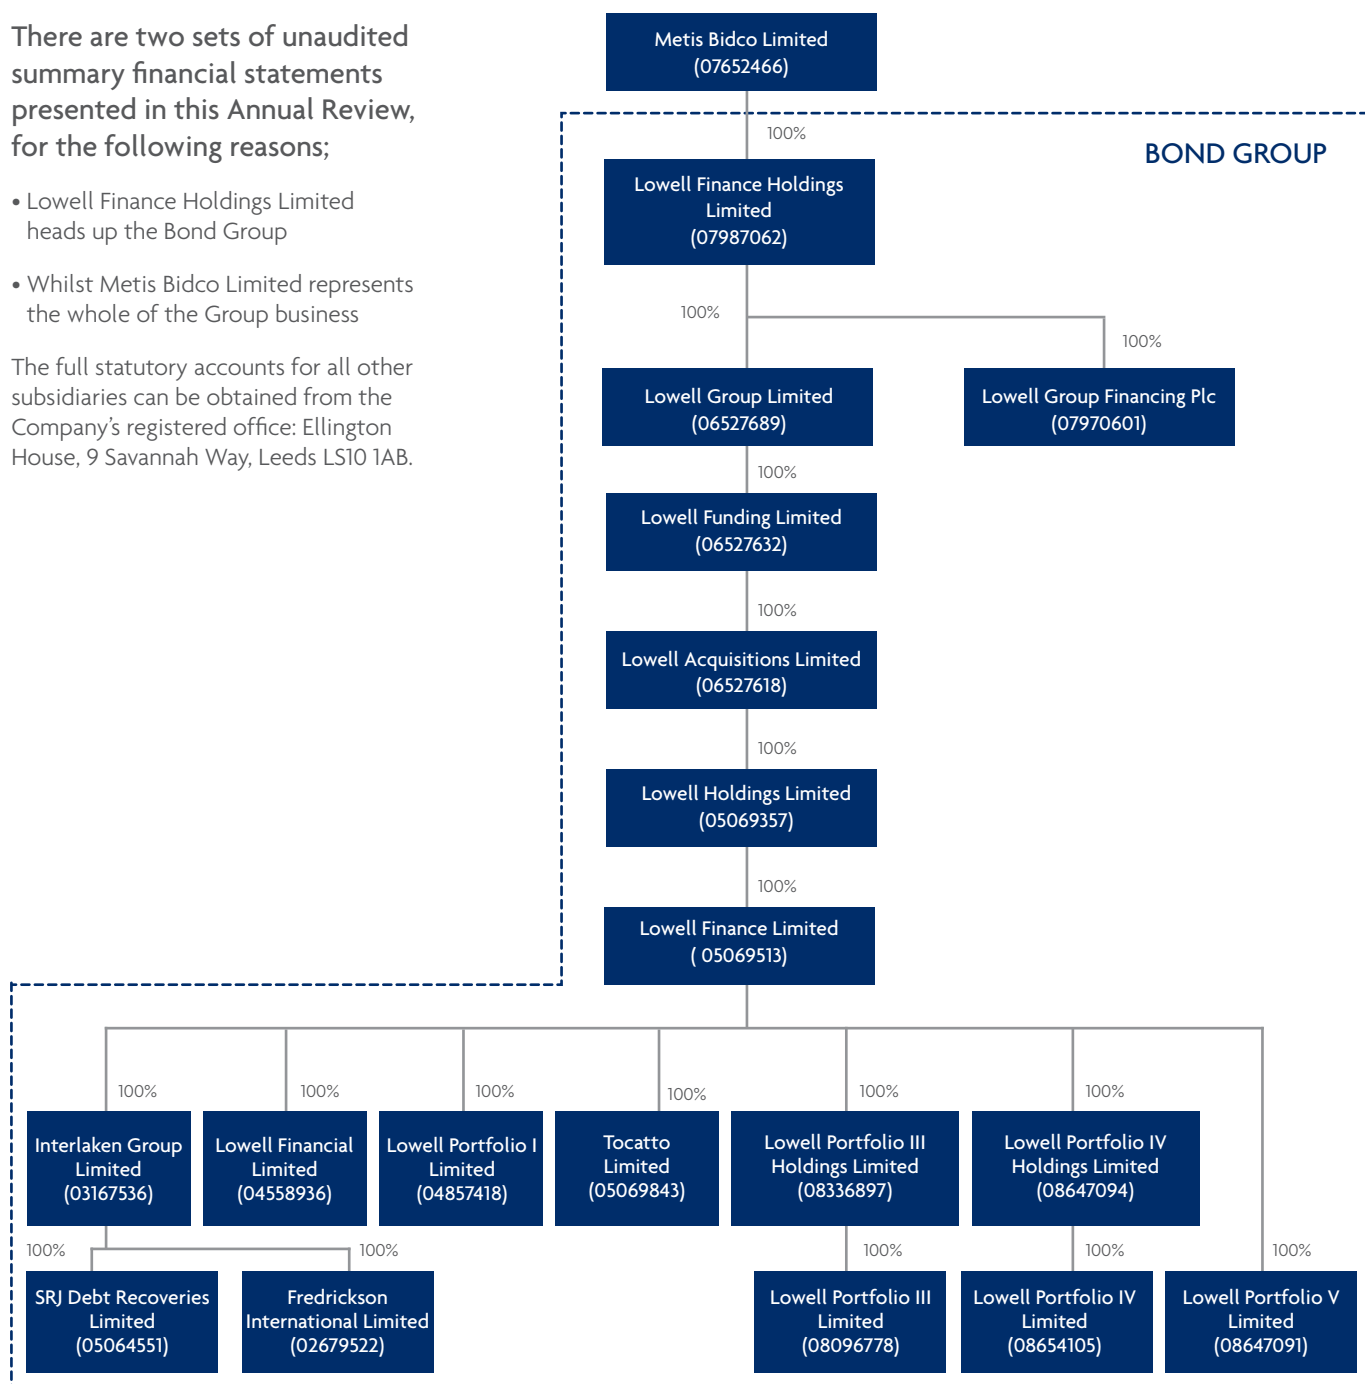 There are two sets of unaudited
summary financial statements
presented in this Annual Review,
for the following reasons;
• Lowell Finance Holdings Limited
heads up the Bond Group
• Whilst Metis Bidco Limited represents
the whole of the Group business
The full statutory accounts for all other
subsidiaries can be obtained from the
Company's registered office: Ellington
House, 9 Savannah Way, Leeds LS10 1AB.
Metis Bidco Limited
(07652466)
100%
BOND GROUP
Lowell Finance Holdings
Limited
(07987062)
100%
100%
Lowell Group Limited
(06527689)
Lowell Group Financing Plc
(07970601)
100%
Lowell Funding Limited
(06527632)
100%
Lowell Acquisitions Limited
(06527618)
100%
Lowell Holdings Limited
(05069357)
100%
Lowell Finance Limited
( 05069513)
100%
100%
100%
100%
100%
100%
Interlaken Group
Limited
(03167536)
Lowell Financial
Limited
(04558936)
Lowell Portfolio I
Limited
(04857418)
Tocatto
Limited
(05069843)
Lowell Portfolio III
Holdings Limited
(08336897)
Lowell Portfolio IV
Holdings Limited
(08647094)
100%
100%
100%
100%
100%
SRJ Debt Recoveries
Limited
(05064551)
Fredrickson
International Limited
(02679522)
Lowell Portfolio III
Limited
(08096778)
Lowell Portfolio IV
Limited
(08654105)
Lowell Portfolio V
Limited
(08647091)